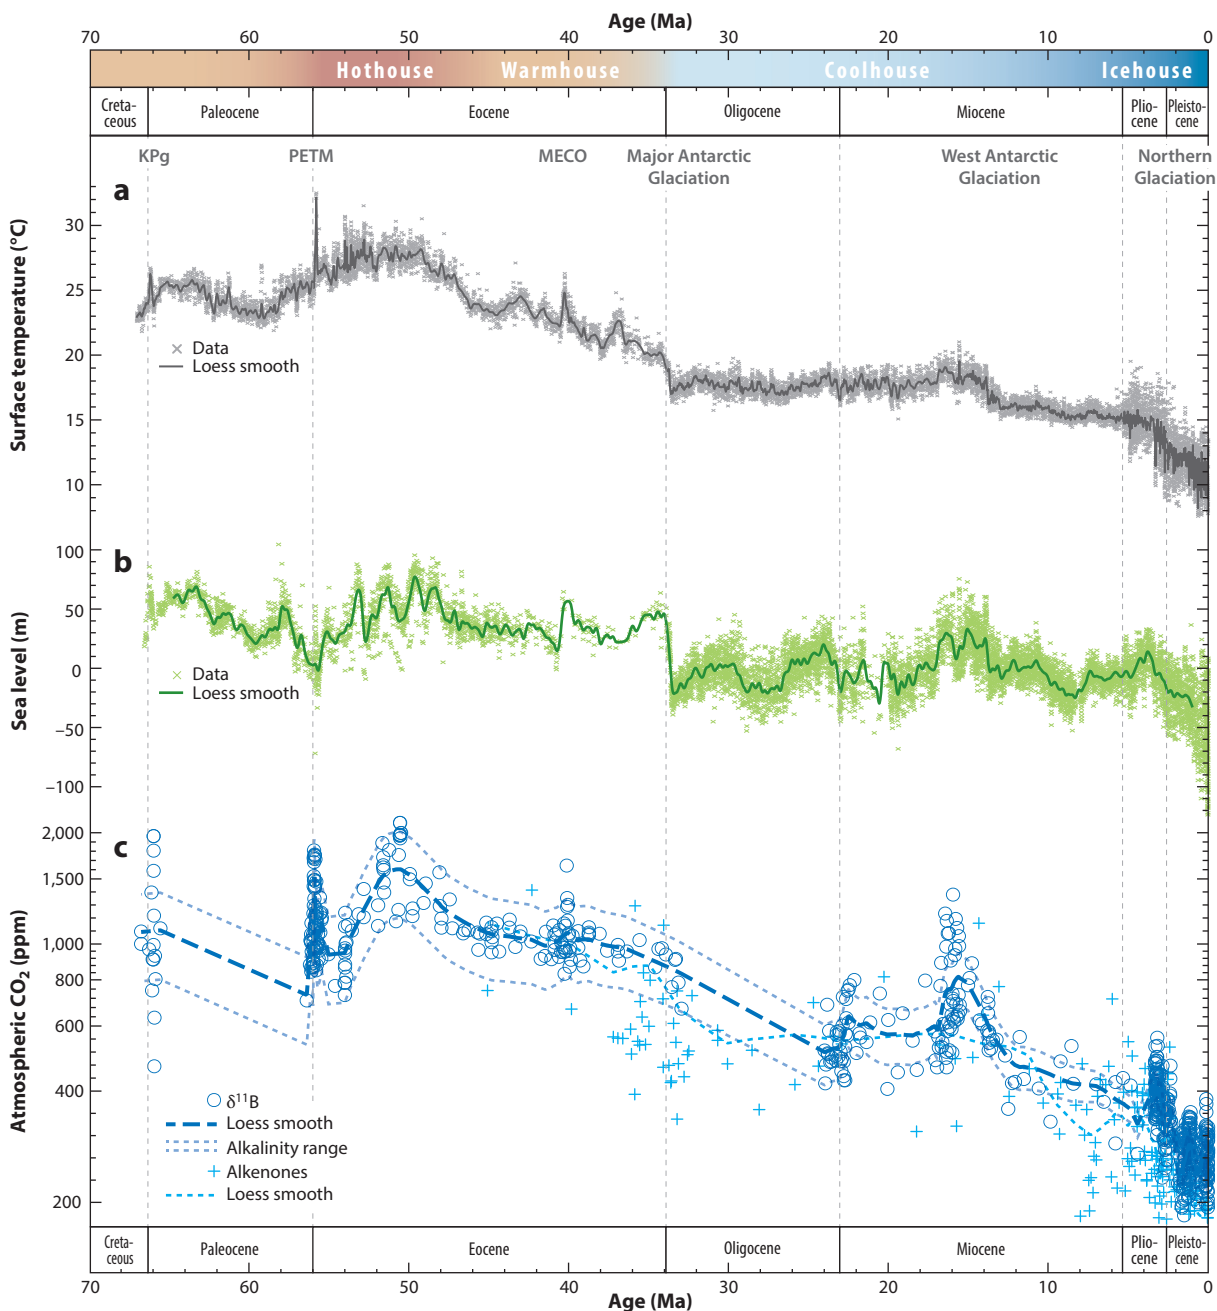 Age (Ma)
70 60 50 40 30 20 10 0
Hothouse Warmhouse Coolhouse Icehouse
Creta-
ceous
Paleocene
Eocene
Oligocene
Miocene
Plio-
cene
Pleisto-
cene
KPg
PETM
MECO
Major Antarctic
Glaciation
West Antarctic
Glaciation
Northern
Glaciation
a
Surface temperature (°C)
30
25
20
15
10
Data
Loess smooth
b
Sea level (m)
100
50
0
−50
−100
Data
Loess smooth
c
Atmospheric CO₂ (ppm)
2,000
1,500
1,000
800
600
400
200
δ¹¹B
Loess smooth
Alkalinity range
Alkenones
Loess smooth
Creta-
ceous
Paleocene
Eocene
Oligocene
Miocene
Plio-
cene
Pleisto-
cene
70 60 50 40 30 20 10 0
Age (Ma)